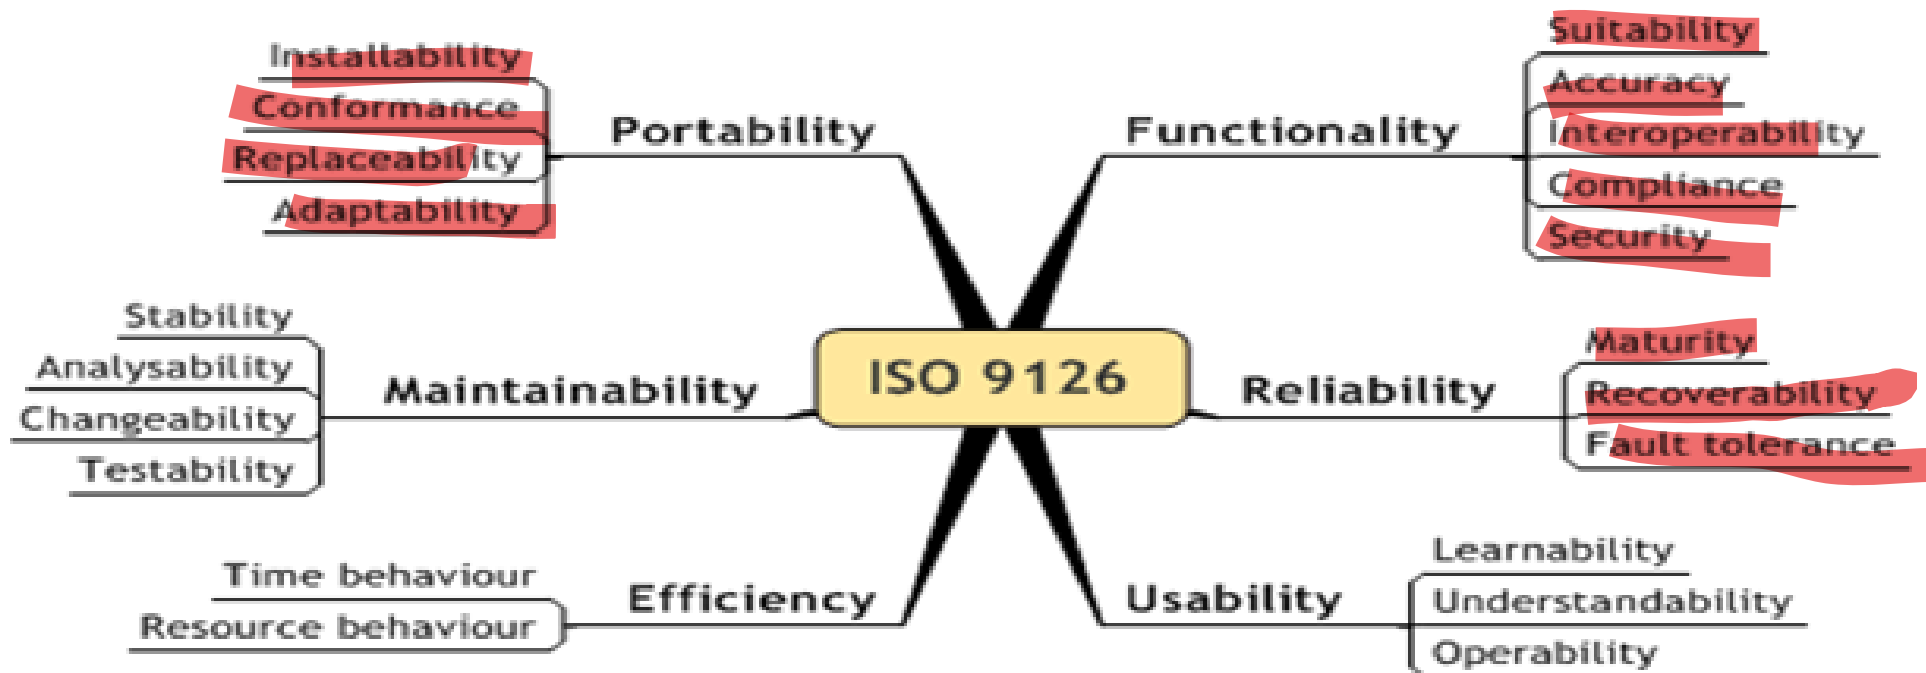 Installability
Conformance
Replaceability
Adaptability
Portability
Functionality
Suitability
Accuracy
Interoperability
Compliance
Security
Stability
Analysability
Changeability
Testability
Maintainability
ISO 9126
Reliability
Maturity
Recoverability
Fault tolerance
Time behaviour
Resource behaviour
Efficiency
Usability
Learnability
Understandability
Operability